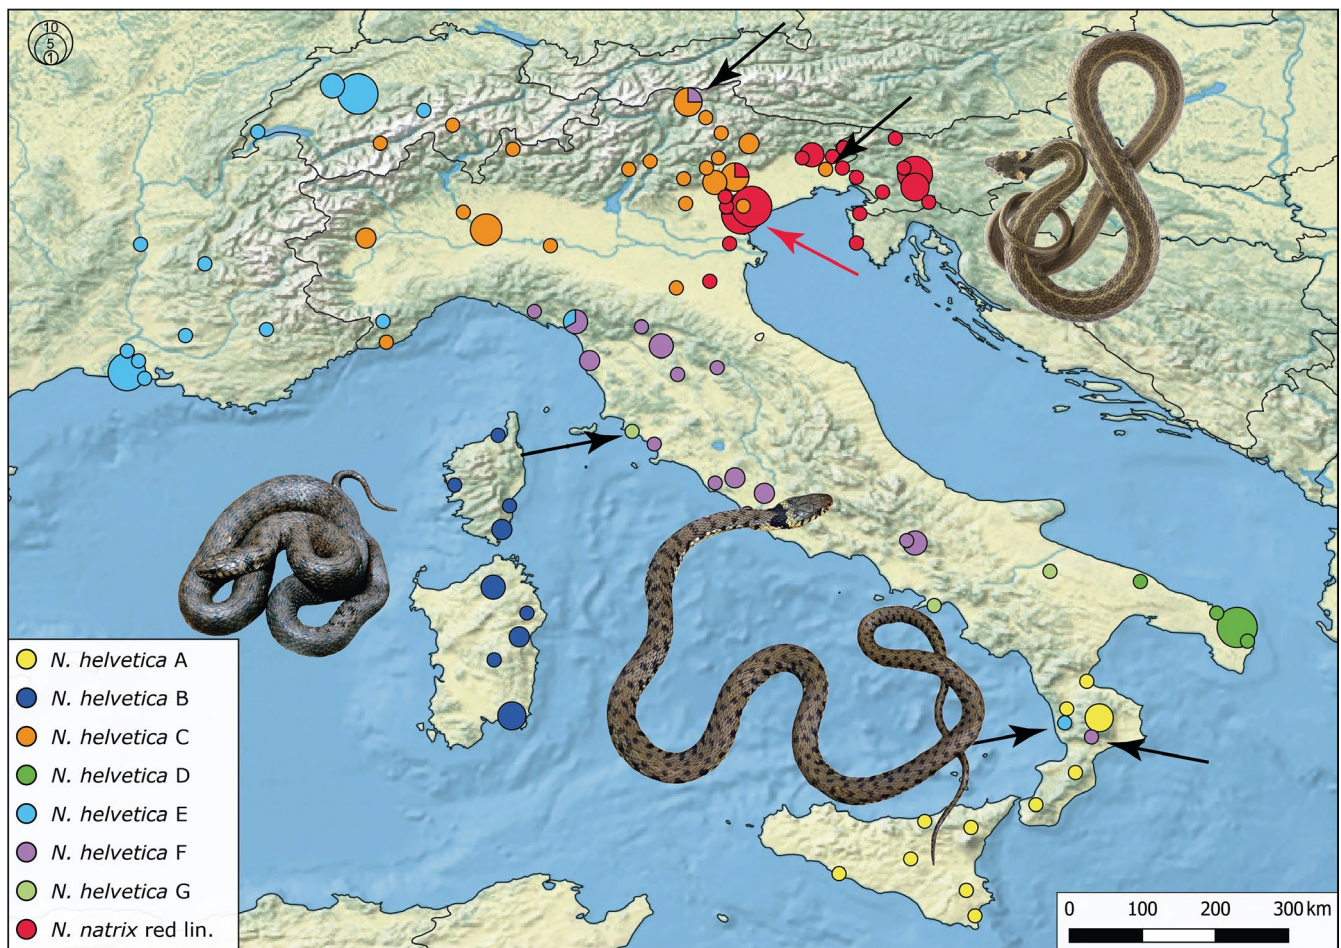 10
5
1
N. helvetica A
N. helvetica B
N. helvetica C
N. helvetica D
N. helvetica E
N. helvetica F
N. helvetica G
N. natrix red lin.
0 100 200 300 km